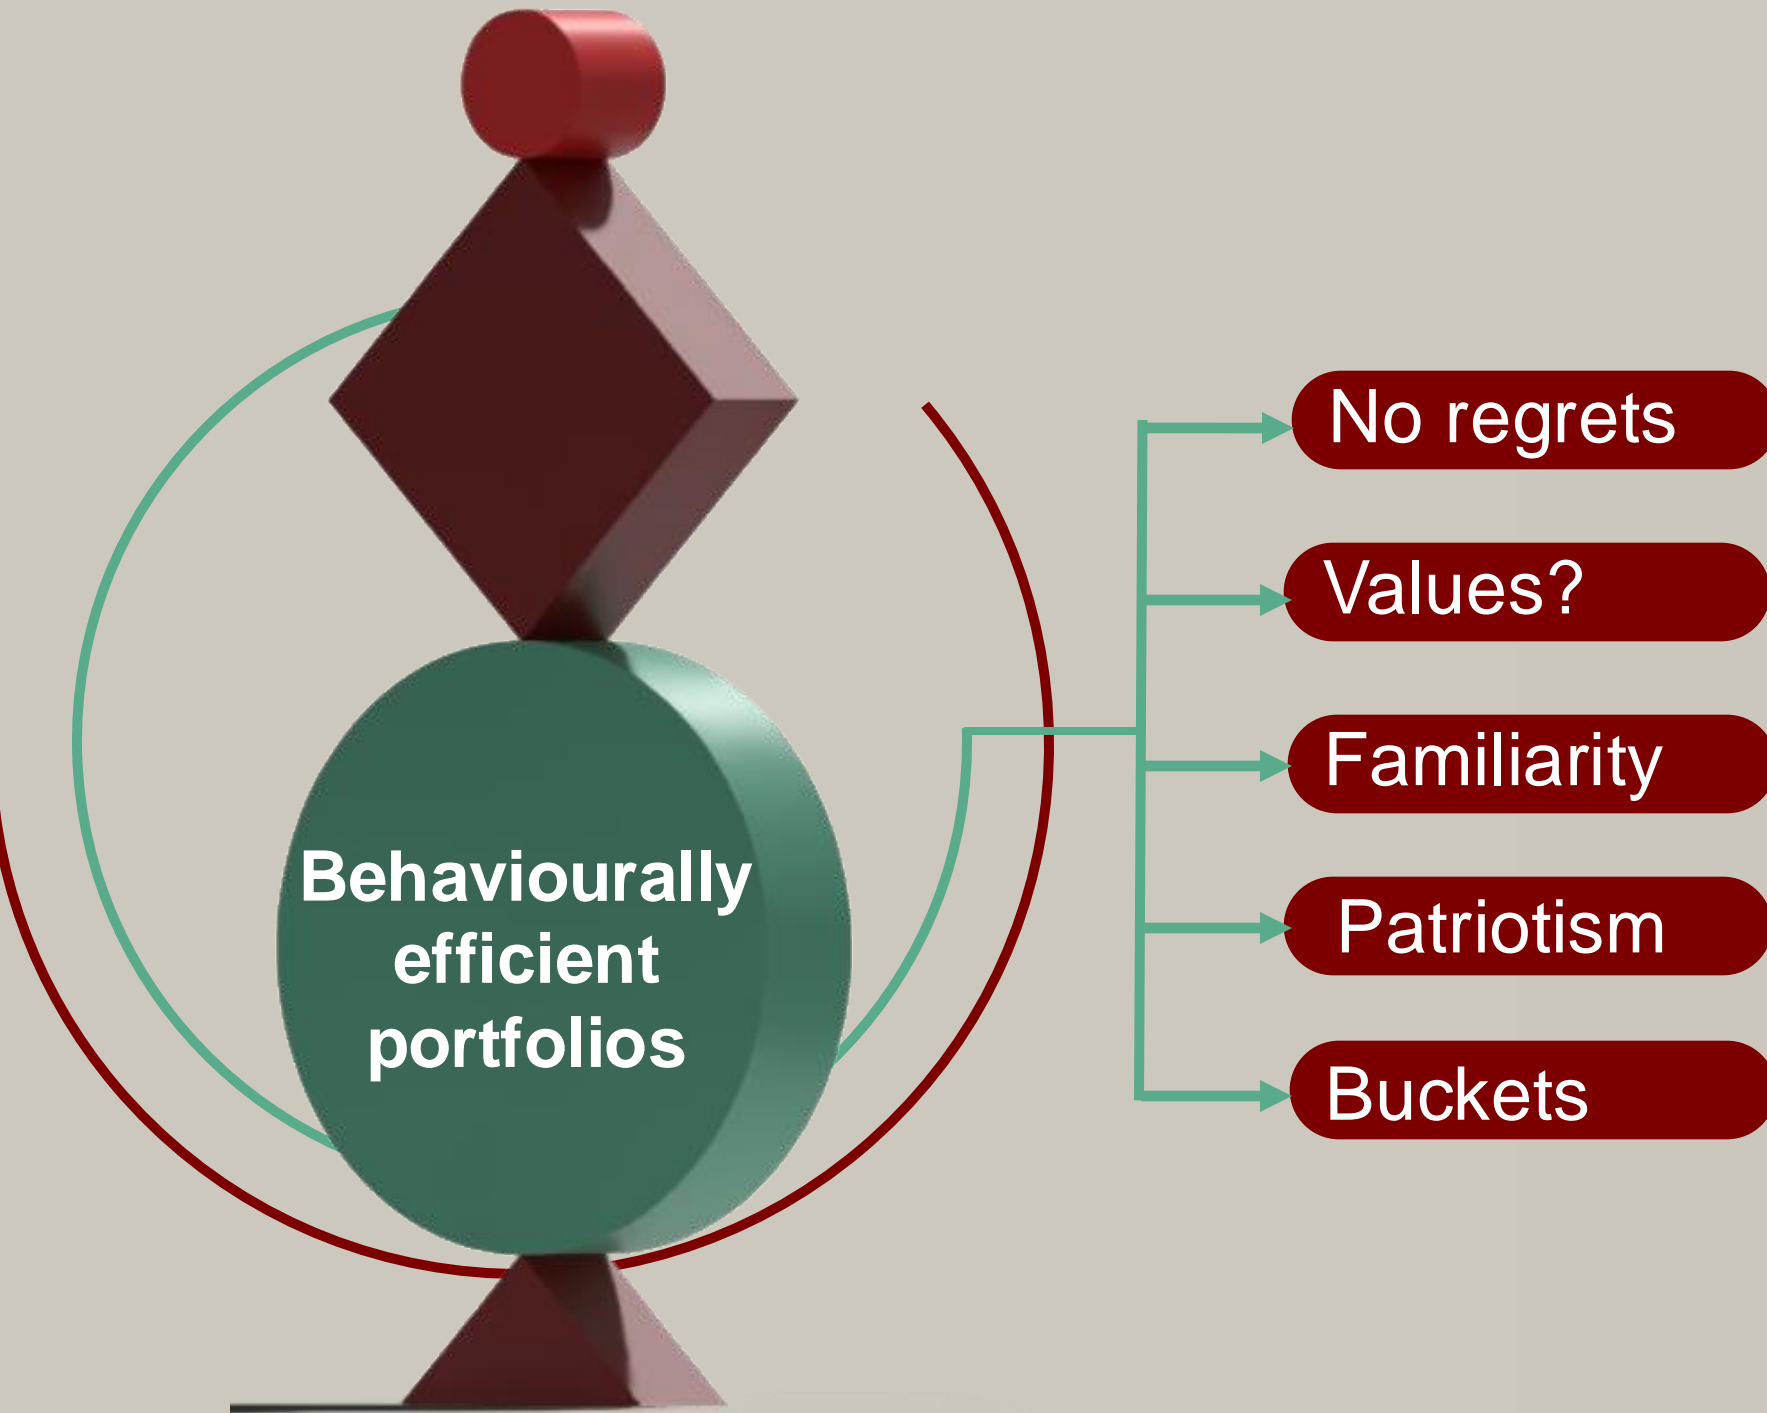 Behaviourally
efficient
portfolios
No regrets
Values?
Familiarity
Patriotism
Buckets